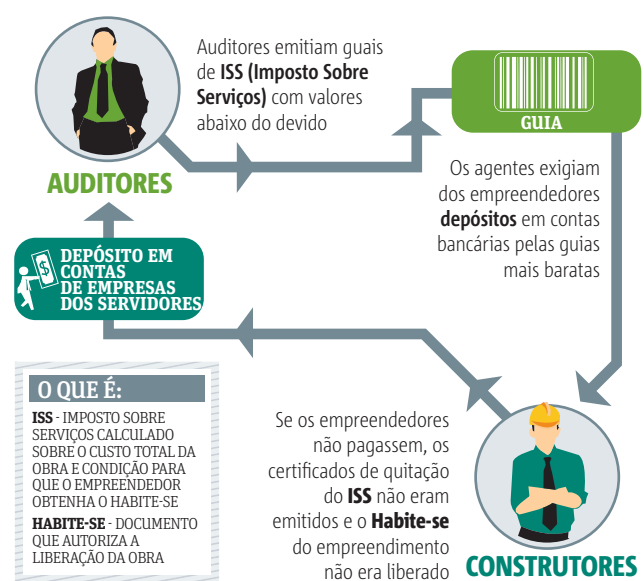 Auditores emitiam guais
de ISS (Imposto Sobre
Serviços) com valores
abaixo do devido
GUIA
AUDITORES
Os agentes exigiam
dos empreendedores
depósitos em contas
bancárias pelas guias
mais baratas
DEPÓSITO EM
CONTAS
DE EMPRESAS
DOS SERVIDORES
$
O QUE É:
ISS - IMPOSTO SOBRE
SERVIÇOS CALCULADO
SOBRE O CUSTO TOTAL DA
OBRA E CONDIÇÃO PARA
QUE O EMPREENDEDOR
OBTENHA O HABITE-SE
HABITE-SE - DOCUMENTO
QUE AUTORIZA A
LIBERAÇÃO DA OBRA
Se os empreendedores
não pagassem, os
certificados de quitação
do ISS não eram
emitidos e o Habite-se
do empreendimento
não era liberado
CONSTRUTORES